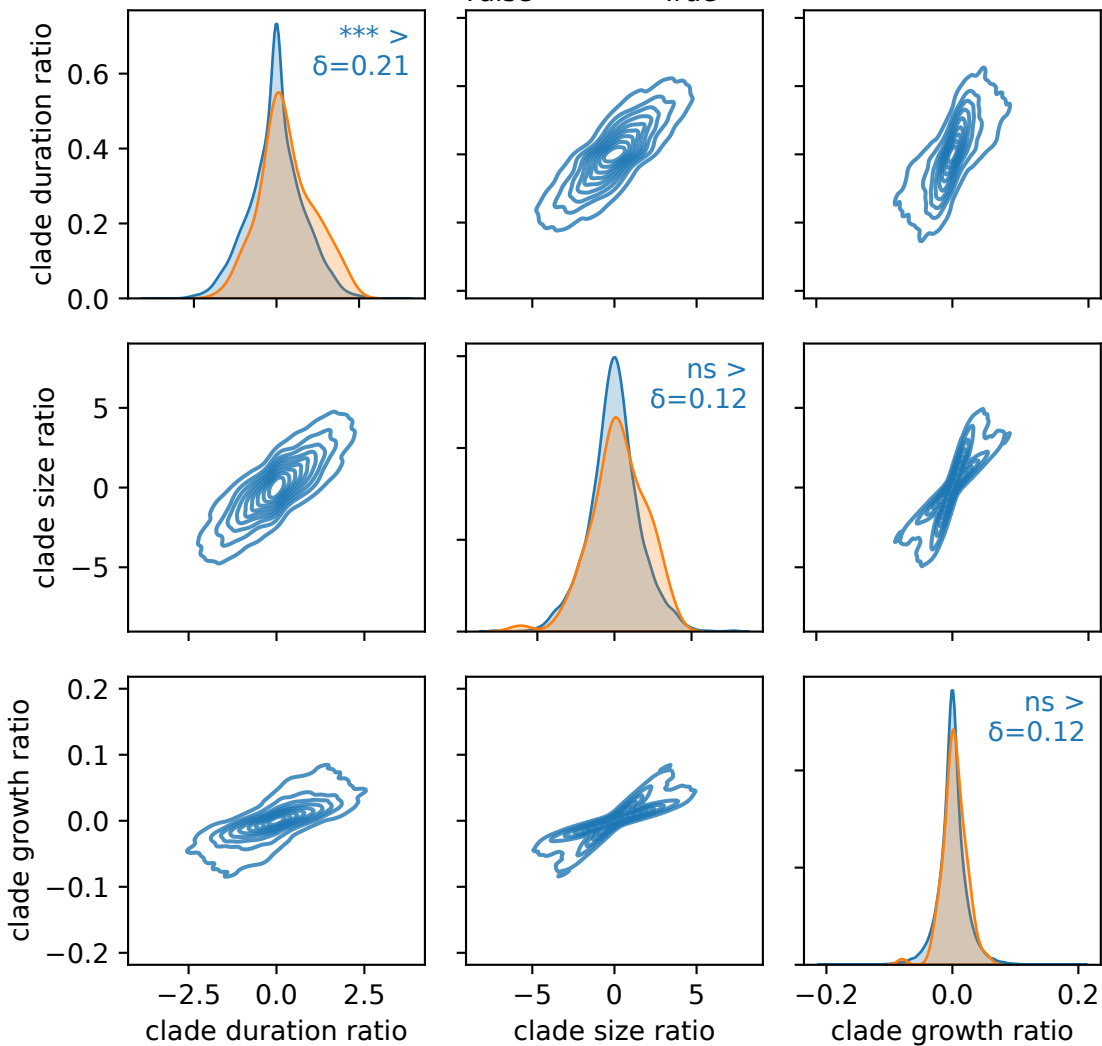 *** >
δ=0.21
clade duration ratio
0.6
0.4
0.2
0.0
ns >
δ=0.12
clade size ratio
5
0
−5
ns >
δ=0.12
clade growth ratio
0.2
0.1
0.0
−0.1
−0.2
−2.5 0.0 2.5 −5 0 5 −0.2 0.0 0.2
clade duration ratio clade size ratio clade growth ratio